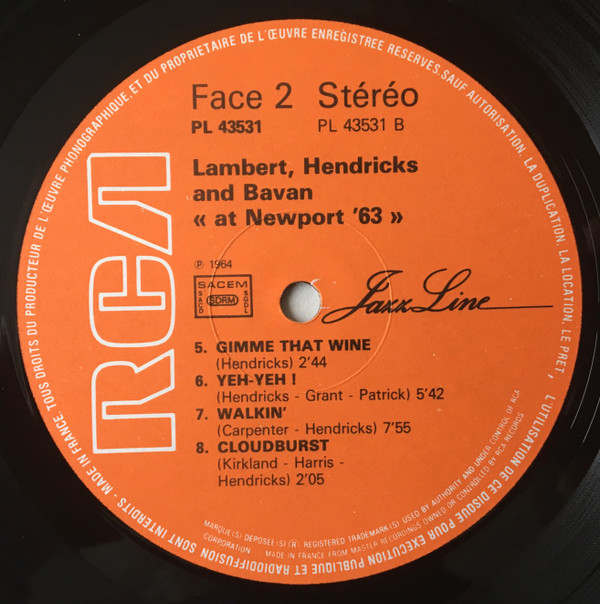 Face 2 Stéréo
PL 43531 PL 43531 B
Lambert, Hendricks
and Bavan
« at Newport '63 »
℗ 1964
SACEM
SACD SDRM SGDL
Jazz Line
RCA
5. GIMME THAT WINE
(Hendricks) 2'44
6. YEH-YEH !
(Hendricks - Grant - Patrick) 5'42
7. WALKIN'
(Carpenter - Hendricks) 7'55
8. CLOUDBURST
(Kirkland - Harris -
Hendricks) 2'05
MADE IN FRANCE. TOUS DROITS DU PRODUCTEUR DE L'ŒUVRE PHONOGRAPHIQUE. ET DU PROPRIETAIRE DE L'ŒUVRE ENREGISTREE RESERVES. SAUF AUTORISATION, LA DUPLICATION, LA LOCATION, LE PRET, L'UTILISATION DE CE DISQUE POUR EXECUTION PUBLIQUE ET RADIODIFFUSION SONT INTERDITS -
MARQUE(S) DEPOSEE(S) ® REGISTERED TRADEMARK(S) USED BY AUTHORITY AND UNDER CONTROL OF RCA
CORPORATION MADE IN FRANCE FROM MASTER RECORDINGS OWNED OR CONTROLLED BY RCA RECORDS